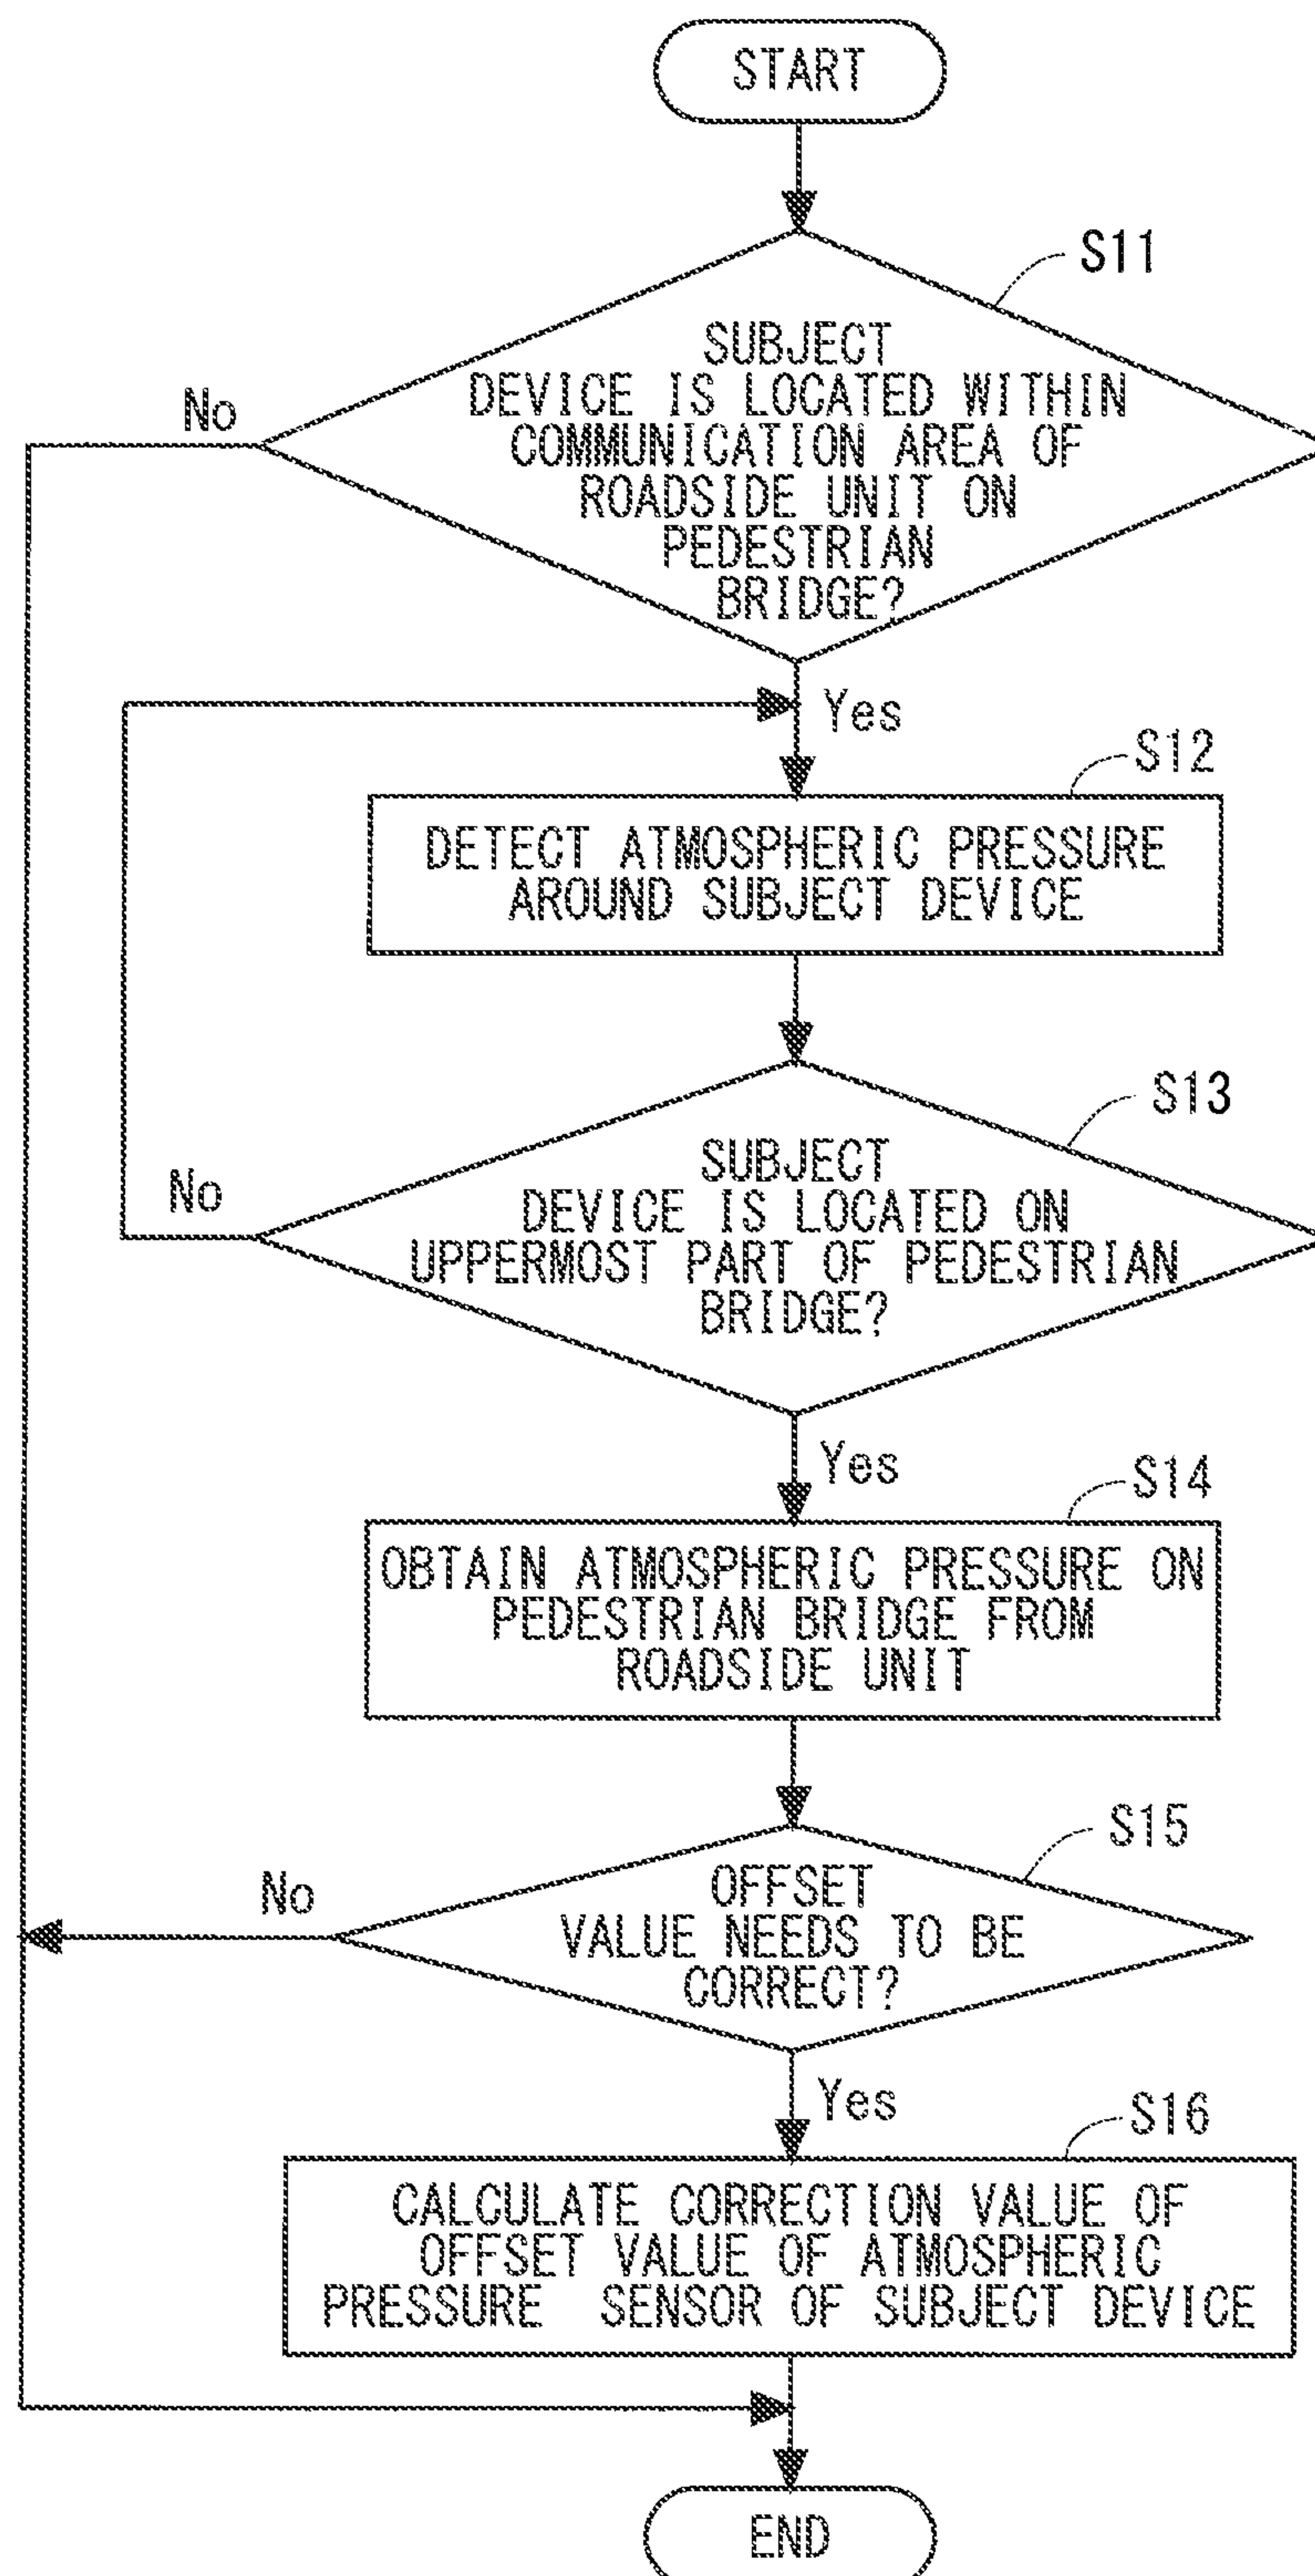 START
S11
SUBJECT
DEVICE IS LOCATED WITHIN
COMMUNICATION AREA OF
ROADSIDE UNIT ON
PEDESTRIAN
BRIDGE?
No
Yes
S12
DETECT ATMOSPHERIC PRESSURE
AROUND SUBJECT DEVICE
S13
SUBJECT
DEVICE IS LOCATED ON
UPPERMOST PART OF PEDESTRIAN
BRIDGE?
No
Yes
S14
OBTAIN ATMOSPHERIC PRESSURE ON
PEDESTRIAN BRIDGE FROM
ROADSIDE UNIT
S15
OFFSET
VALUE NEEDS TO BE
CORRECT?
No
Yes
S16
CALCULATE CORRECTION VALUE OF
OFFSET VALUE OF ATMOSPHERIC
PRESSURE SENSOR OF SUBJECT DEVICE
END